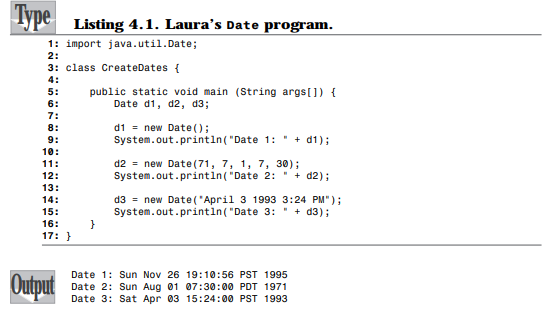 Type
Listing 4.1. Laura's Date program.
1: import java.util.Date;
2:
3: class CreateDates {
4:
5:     public static void main (String args[]) {
6:         Date d1, d2, d3;
7:
8:         d1 = new Date();
9:         System.out.println("Date 1: " + d1);
10:
11:         d2 = new Date(71, 7, 1, 7, 30);
12:         System.out.println("Date 2: " + d2);
13:
14:         d3 = new Date("April 3 1993 3:24 PM");
15:         System.out.println("Date 3: " + d3);
16:     }
17: }
Output
Date 1: Sun Nov 26 19:10:56 PST 1995
Date 2: Sun Aug 01 07:30:00 PDT 1971
Date 3: Sat Apr 03 15:24:00 PST 1993